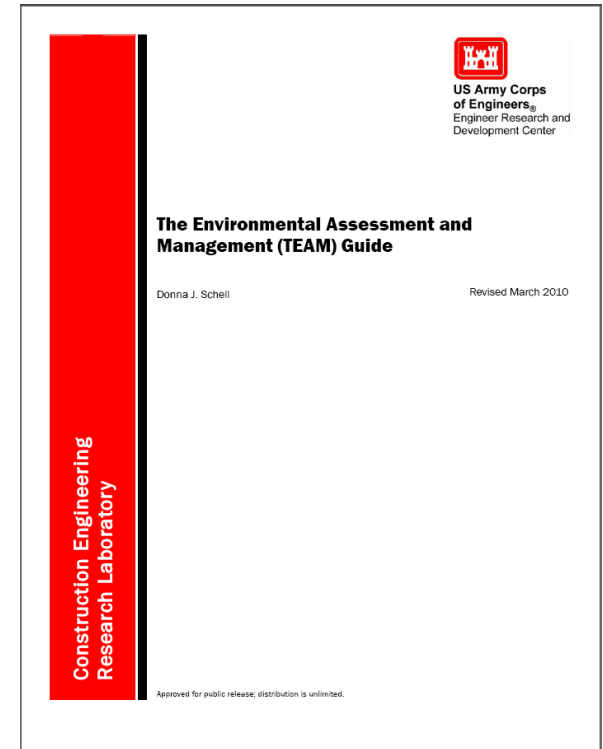 US Army Corps
of Engineers®
Engineer Research and
Development Center
The Environmental Assessment and
Management (TEAM) Guide
Donna J. Schell
Revised March 2010
Construction Engineering
Research Laboratory
Approved for public release; distribution is unlimited.